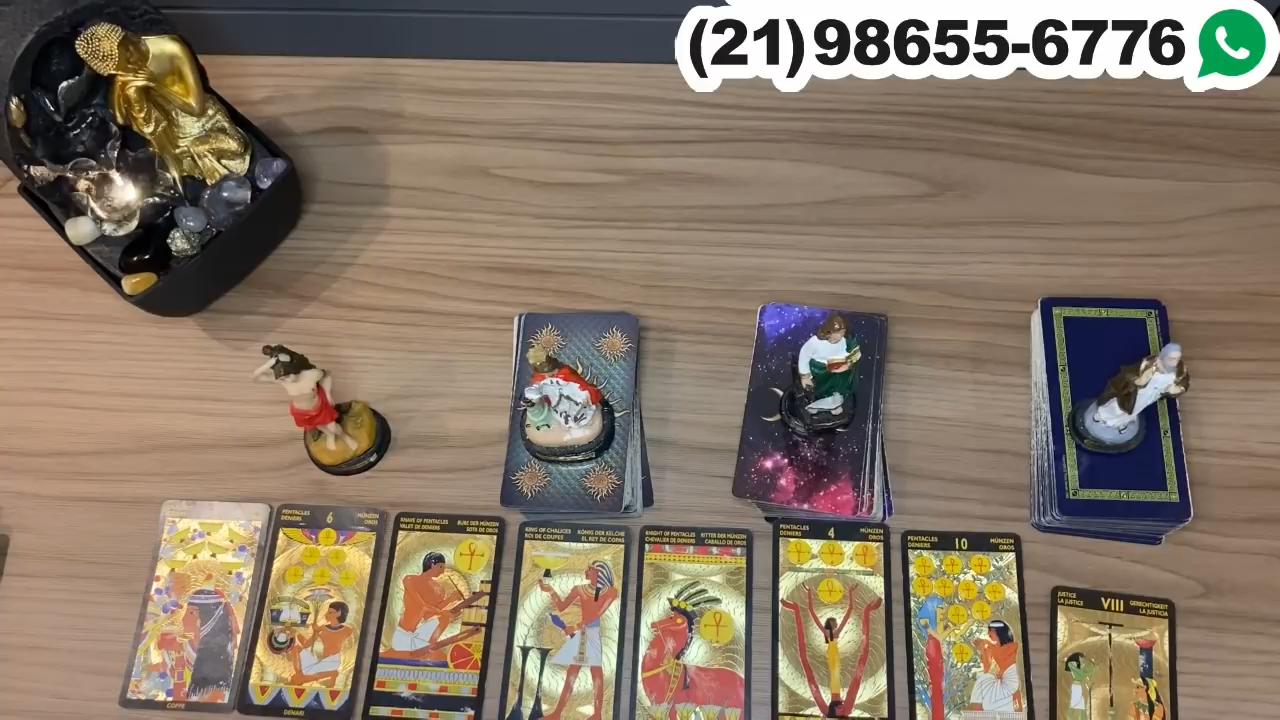 (21)98655-6776
PENTACLES
DENIERS
6
MÜNZEN
OROS
KNAVE OF PENTACLES
VALET DE DENIERS
BUBE DER MÜNZEN
SOTA DE OROS
KING OF CHALICES
ROI DE COUPES
KÖNIG DER KELCHE
EL REY DE COPAS
KNIGHT OF PENTACLES
CHEVALIER DE DENIERS
RITTER DER MÜNZEN
CABALLO DE OROS
PENTACLES
DENIERS
4
MÜNZEN
OROS
PENTACLES
DENIERS
10
MÜNZEN
OROS
JUSTICE
LA JUSTICE
VIII
GERECHTIGKEIT
LA JUSTICIA
COPPE
DENARI